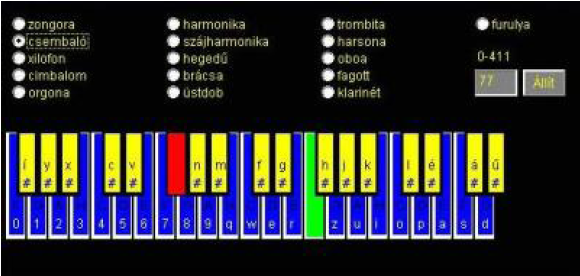 zongora harmonika trombita furulya
csembaló szájharmonika harsona
xilofon hegedű oboa 0-411
cimbalom brácsa fagott 77 Állít
orgona üstdob klarinét
í y x c v n m f g h j k l é á ű
# # # # # # # # # # # # # # # #
0 1 2 3 4 5 6 7 8 9 q w e r z u i o p a s d